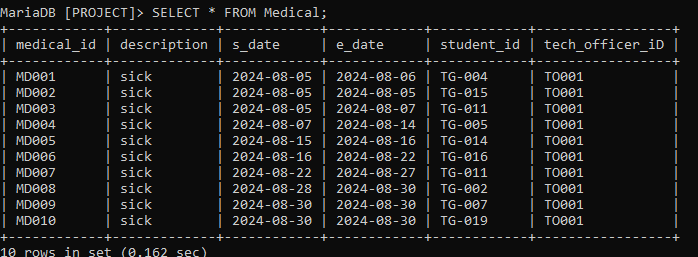 MariaDB [PROJECT]> SELECT * FROM Medical;
+------------+-------------+------------+------------+------------+-----------------+
| medical_id | description | s_date     | e_date     | student_id | tech_officer_iD |
+------------+-------------+------------+------------+------------+-----------------+
| MD001      | sick        | 2024-08-05 | 2024-08-06 | TG-004     | TO001           |
| MD002      | sick        | 2024-08-05 | 2024-08-05 | TG-015     | TO001           |
| MD003      | sick        | 2024-08-05 | 2024-08-07 | TG-011     | TO001           |
| MD004      | sick        | 2024-08-07 | 2024-08-14 | TG-005     | TO001           |
| MD005      | sick        | 2024-08-15 | 2024-08-16 | TG-014     | TO001           |
| MD006      | sick        | 2024-08-16 | 2024-08-22 | TG-016     | TO001           |
| MD007      | sick        | 2024-08-22 | 2024-08-27 | TG-011     | TO001           |
| MD008      | sick        | 2024-08-28 | 2024-08-30 | TG-002     | TO001           |
| MD009      | sick        | 2024-08-30 | 2024-08-30 | TG-007     | TO001           |
| MD010      | sick        | 2024-08-30 | 2024-08-30 | TG-019     | TO001           |
+------------+-------------+------------+------------+------------+-----------------+
10 rows in set (0.162 sec)